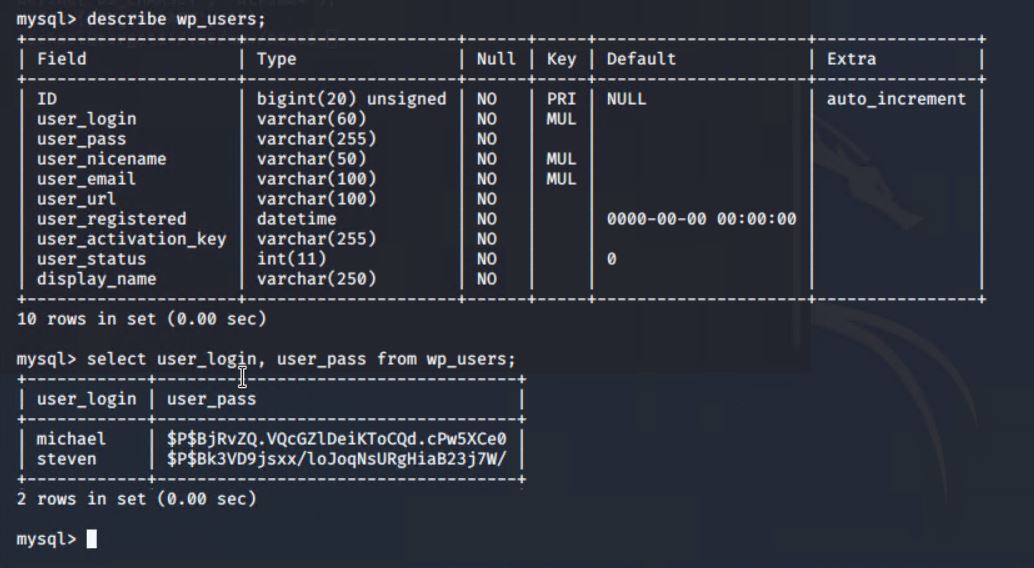 mysql> describe wp_users;
+---------------------+---------------------+------+-----+---------------------+----------------+
| Field | Type | Null | Key | Default | Extra |
+---------------------+---------------------+------+-----+---------------------+----------------+
| ID | bigint(20) unsigned | NO | PRI | NULL | auto_increment |
| user_login | varchar(60) | NO | MUL | | |
| user_pass | varchar(255) | NO | | | |
| user_nicename | varchar(50) | NO | MUL | | |
| user_email | varchar(100) | NO | MUL | | |
| user_url | varchar(100) | NO | | | |
| user_registered | datetime | NO | | 0000-00-00 00:00:00 | |
| user_activation_key | varchar(255) | NO | | | |
| user_status | int(11) | NO | | 0 | |
| display_name | varchar(250) | NO | | | |
+---------------------+---------------------+------+-----+---------------------+----------------+
10 rows in set (0.00 sec)
mysql> select user_login, user_pass from wp_users;
+------------+------------------------------------+
| user_login | user_pass |
+------------+------------------------------------+
| michael | $P$BjRvZQ.VQcGZlDeiKToCQd.cPw5XCe0 |
| steven | $P$Bk3VD9jsxx/loJoqNsURgHiaB23j7W/ |
+------------+------------------------------------+
2 rows in set (0.00 sec)
mysql>